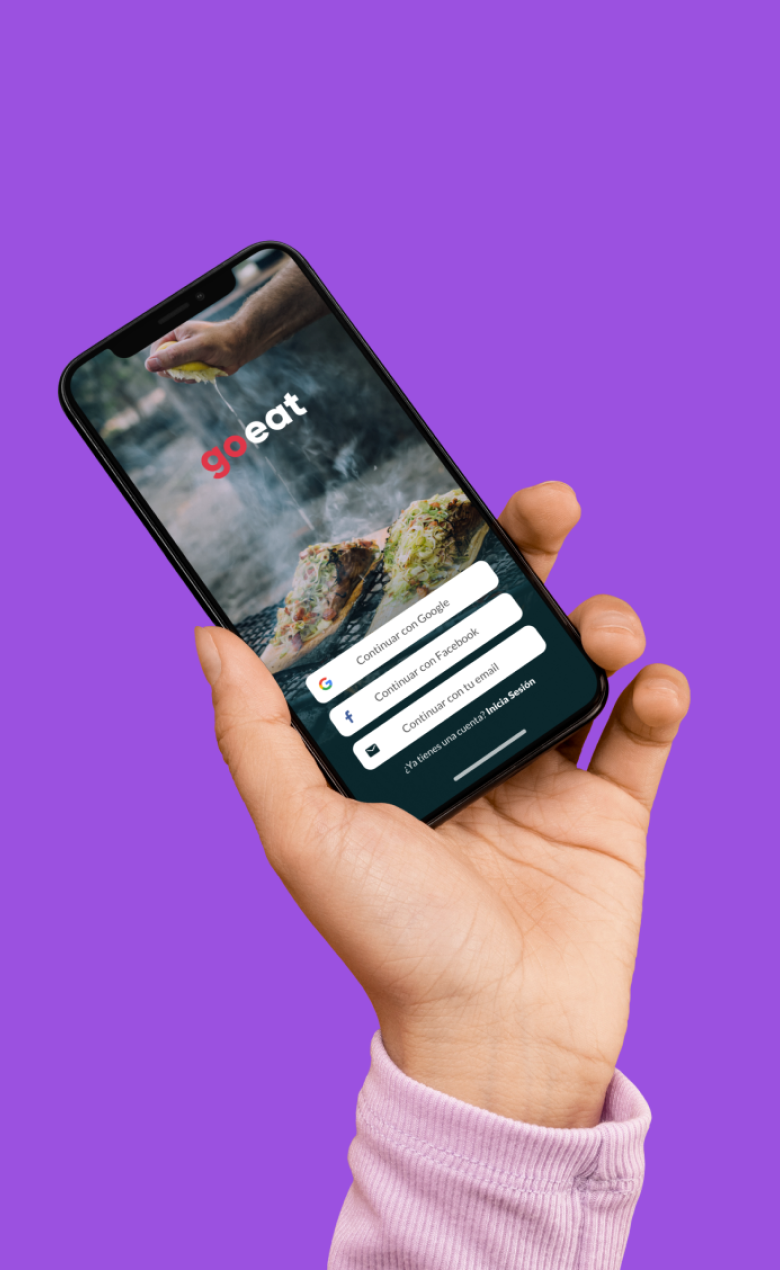 goeat
Continuar con Google
Continuar con Facebook
Continuar con tu email
¿Ya tienes una cuenta? Inicia Sesión